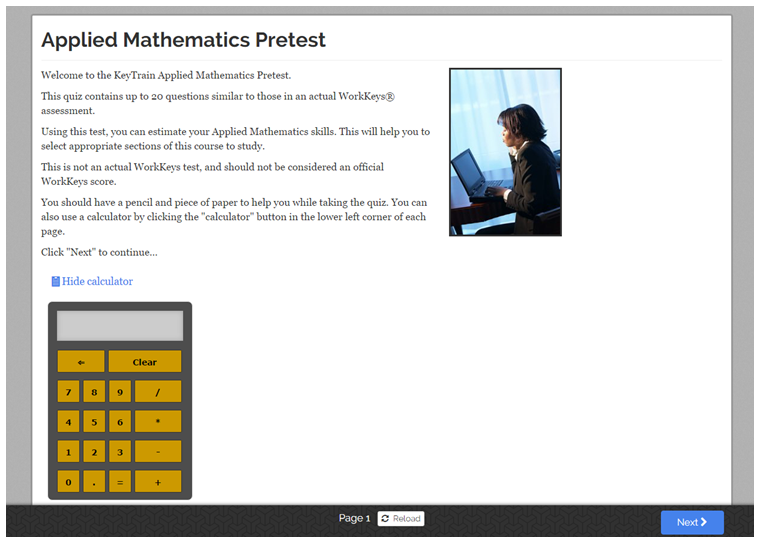 Applied Mathematics Pretest
Welcome to the KeyTrain Applied Mathematics Pretest.
This quiz contains up to 20 questions similar to those in an actual WorkKeys®
assessment.
Using this test, you can estimate your Applied Mathematics skills. This will help you to
select appropriate sections of this course to study.
This is not an actual WorkKeys test, and should not be considered an official
WorkKeys score.
You should have a pencil and piece of paper to help you while taking the quiz. You can
also use a calculator by clicking the "calculator" button in the lower left corner of each
page.
Click "Next" to continue...
Hide calculator
← Clear
7 8 9 /
4 5 6 *
1 2 3 -
0 . = +
Page 1 Reload Next